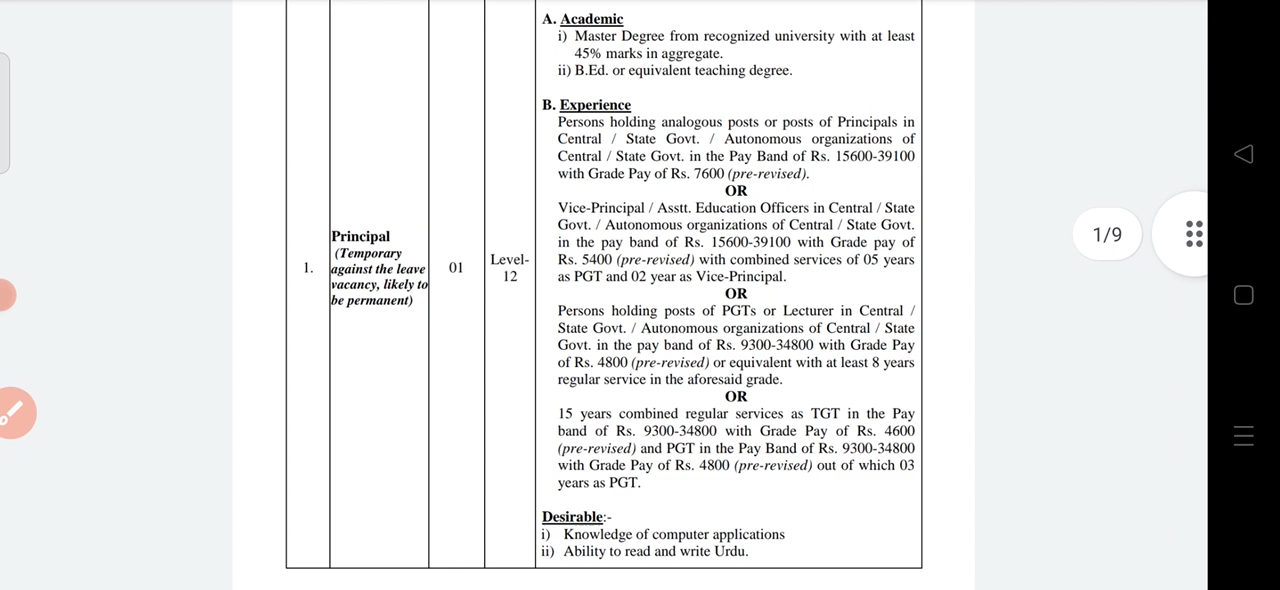 A. Academic
i) Master Degree from recognized university with at least
45% marks in aggregate.
ii) B.Ed. or equivalent teaching degree.
B. Experience
Persons holding analogous posts or posts of Principals in
Central / State Govt. / Autonomous organizations of
Central / State Govt. in the Pay Band of Rs. 15600-39100
with Grade Pay of Rs. 7600 (pre-revised).
OR
Vice-Principal / Asstt. Education Officers in Central / State
Govt. / Autonomous organizations of Central / State Govt.
in the pay band of Rs. 15600-39100 with Grade pay of
Rs. 5400 (pre-revised) with combined services of 05 years
as PGT and 02 year as Vice-Principal.
OR
Persons holding posts of PGTs or Lecturer in Central /
State Govt. / Autonomous organizations of Central / State
Govt. in the pay band of Rs. 9300-34800 with Grade Pay
of Rs. 4800 (pre-revised) or equivalent with at least 8 years
regular service in the aforesaid grade.
OR
15 years combined regular services as TGT in the Pay
band of Rs. 9300-34800 with Grade Pay of Rs. 4600
(pre-revised) and PGT in the Pay Band of Rs. 9300-34800
with Grade Pay of Rs. 4800 (pre-revised) out of which 03
years as PGT.
Desirable:-
i) Knowledge of computer applications
ii) Ability to read and write Urdu.
1.
Principal
(Temporary
against the leave
vacancy, likely to
be permanent)
01
Level-
12
1/9